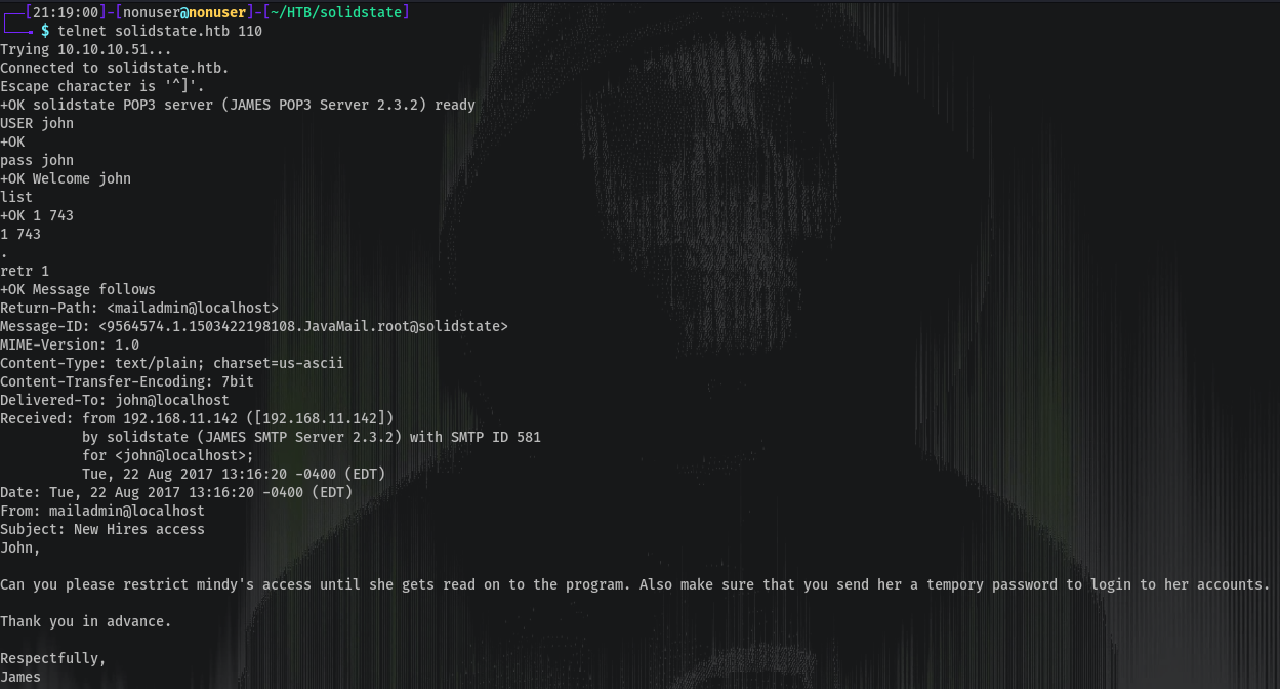 [21:19:00]-[nonuser@nonuser]-[~/HTB/solidstate]
$ telnet solidstate.htb 110
Trying 10.10.10.51...
Connected to solidstate.htb.
Escape character is '^]'.
+OK solidstate POP3 server (JAMES POP3 Server 2.3.2) ready
USER john
+OK
pass john
+OK Welcome john
list
+OK 1 743
1 743
.
retr 1
+OK Message follows
Return-Path: <mailadmin@localhost>
Message-ID: <9564574.1.1503422198108.JavaMail.root@solidstate>
MIME-Version: 1.0
Content-Type: text/plain; charset=us-ascii
Content-Transfer-Encoding: 7bit
Delivered-To: john@localhost
Received: from 192.168.11.142 ([192.168.11.142])
          by solidstate (JAMES SMTP Server 2.3.2) with SMTP ID 581
          for <john@localhost>;
          Tue, 22 Aug 2017 13:16:20 -0400 (EDT)
Date: Tue, 22 Aug 2017 13:16:20 -0400 (EDT)
From: mailadmin@localhost
Subject: New Hires access
John,

Can you please restrict mindy's access until she gets read on to the program. Also make sure that you send her a tempory password to login to her accounts.

Thank you in advance.

Respectfully,
James